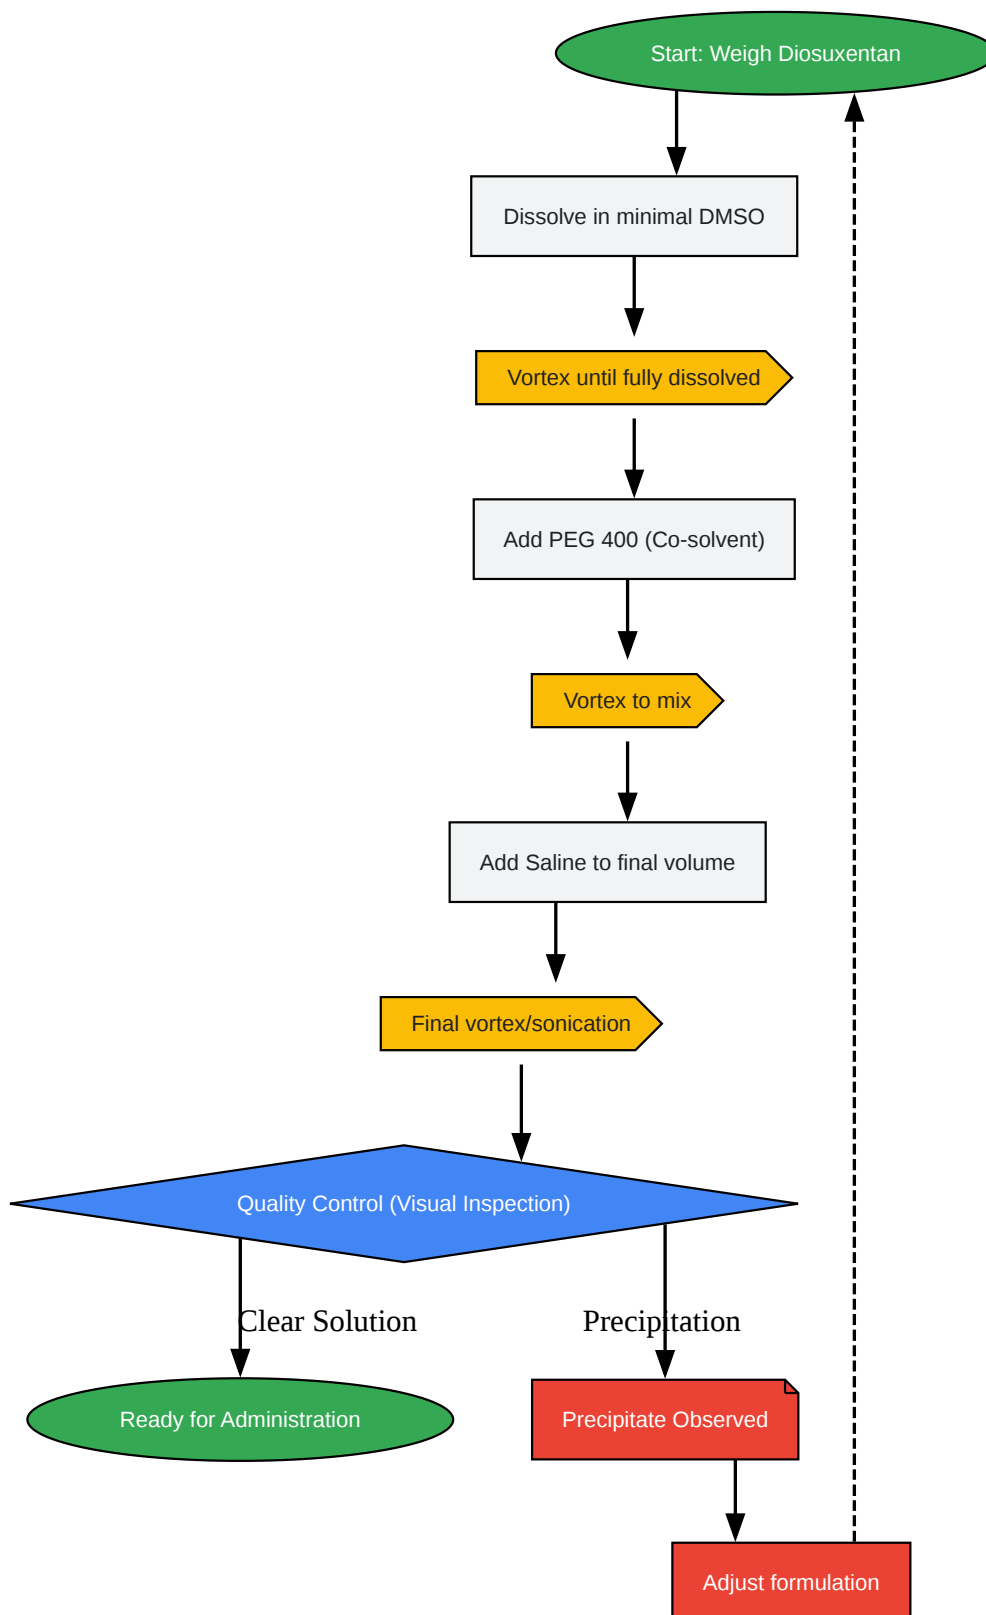 Start: Weigh Diosuxentan
Dissolve in minimal DMSO
Vortex until fully dissolved
Add PEG 400 (Co-solvent)
Vortex to mix
Add Saline to final volume
Final vortex/sonication
Quality Control (Visual Inspection)
Clear Solution
Precipitation
Ready for Administration
Precipitate Observed
Adjust formulation